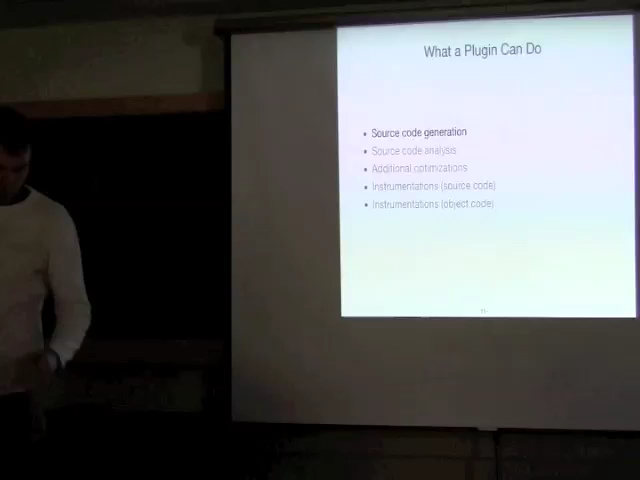 What a Plugin Can Do
• Source code generation
• Source code analysis
• Additional optimizations
• Instrumentations (source code)
• Instrumentations (object code)